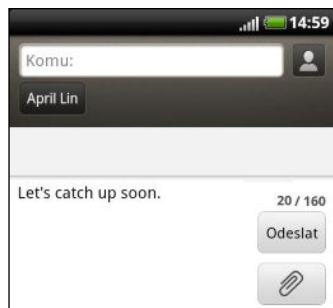 14:59
Komu:
April Lin
Let's catch up soon.
20 / 160
Odeslat